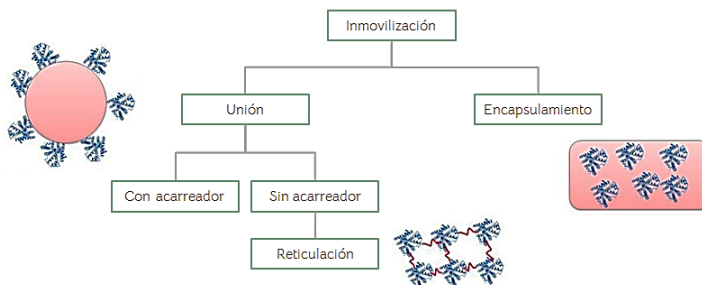 Inmovilización
Unión
Encapsulamiento
Con acarreador
Sin acarreador
Reticulación